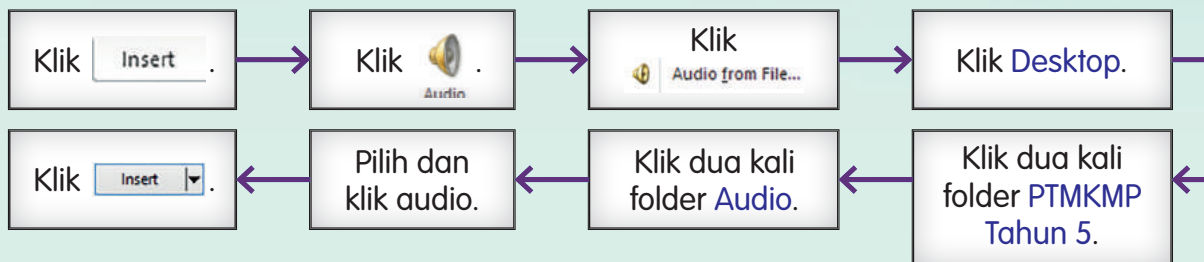 Klik Insert .
Klik .
Audio
Klik
Audio from File...
Klik Desktop.
Klik dua kali
folder PTMKMP
Tahun 5.
Klik dua kali
folder Audio.
Pilih dan
klik audio.
Klik Insert .